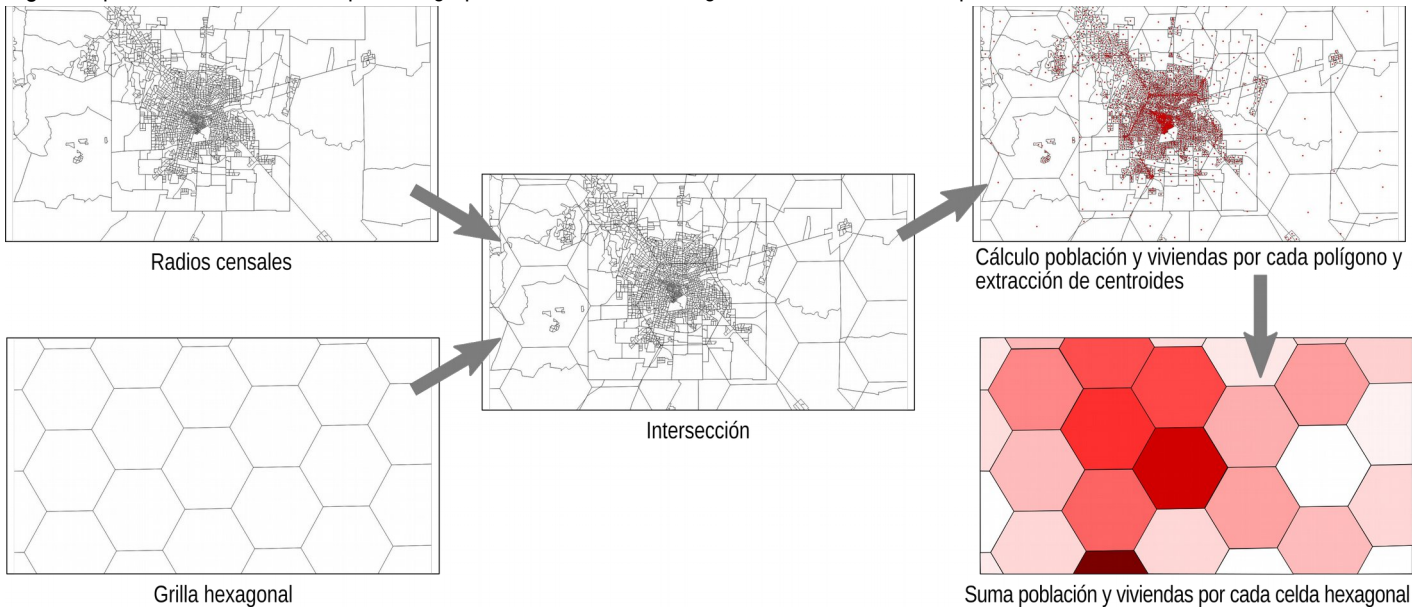 Radios censales
Cálculo población y viviendas por cada polígono y
extracción de centroides
Intersección
Grilla hexagonal
Suma población y viviendas por cada celda hexagonal